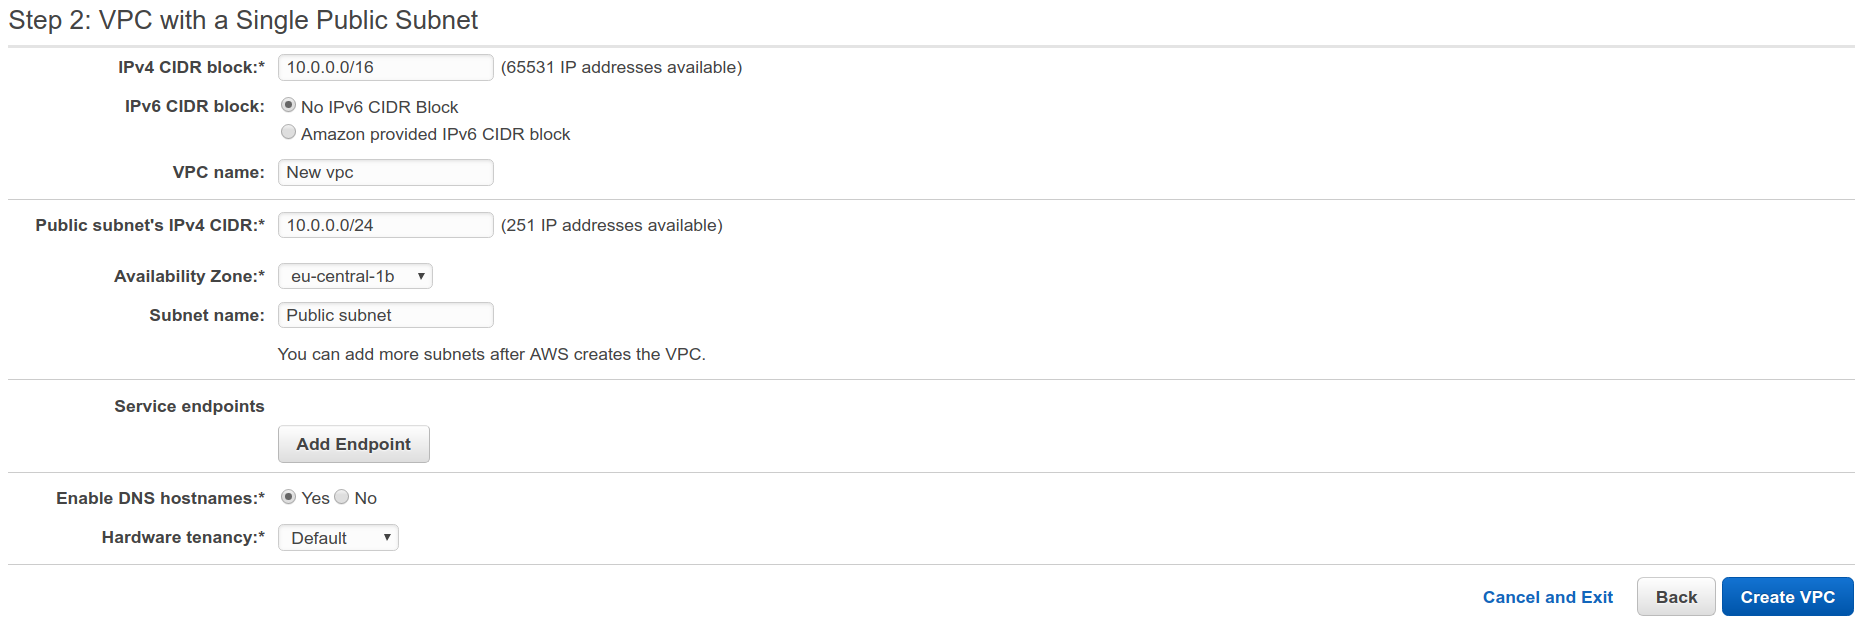 Step 2: VPC with a Single Public Subnet
IPv4 CIDR block:* 10.0.0.0/16 (65531 IP addresses available)
IPv6 CIDR block: No IPv6 CIDR Block
Amazon provided IPv6 CIDR block
VPC name: New vpc
Public subnet's IPv4 CIDR:* 10.0.0.0/24 (251 IP addresses available)
Availability Zone:* eu-central-1b
Subnet name: Public subnet
You can add more subnets after AWS creates the VPC.
Service endpoints
Add Endpoint
Enable DNS hostnames:* Yes No
Hardware tenancy:* Default
Cancel and Exit Back Create VPC